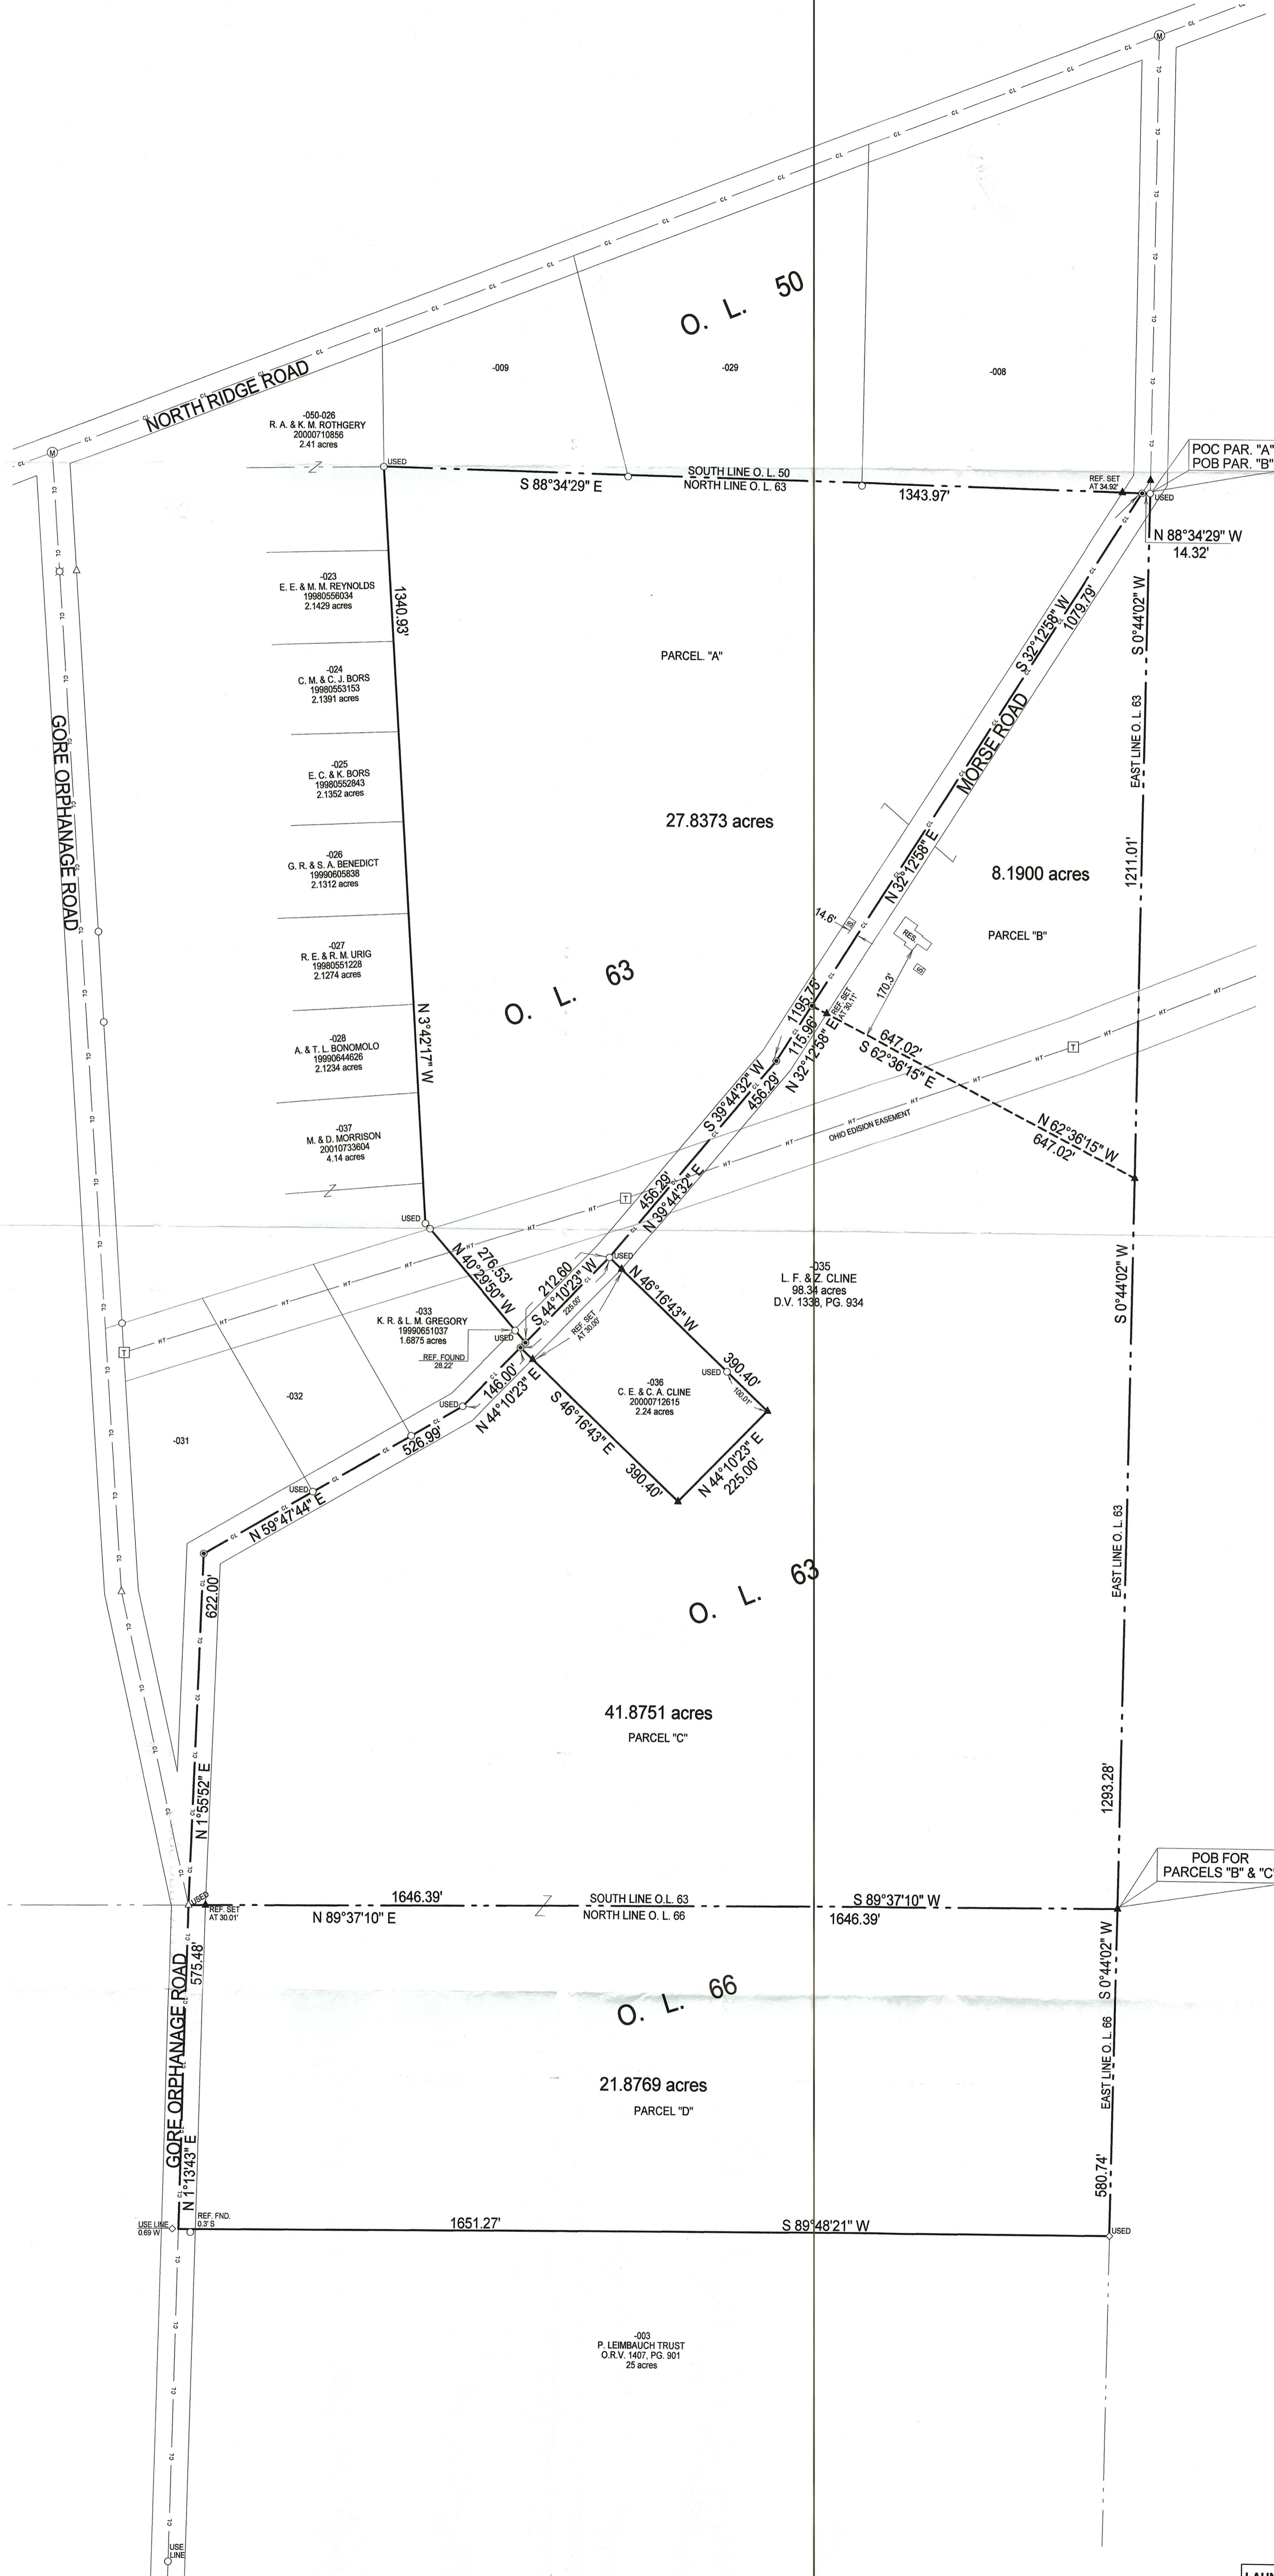 O. L. 50
NORTH RIDGE ROAD
-009
-029
-008
-050-026
R. A. & K. M. ROTHGERY
20000710856
2.41 acres
USED
SOUTH LINE O. L. 50
S 88°34'29" E
NORTH LINE O. L. 63
1343.97'
REF. SET
AT 34.92'
USED
POC PAR. "A"
POB PAR. "B"
N 88°34'29" W
14.32'
-023
E. E. & M. M. REYNOLDS
19980556034
2.1429 acres
-024
C. M. & C. J. BORS
19980553153
2.1391 acres
-025
E. C. & K. BORS
19980552843
2.1352 acres
-026
G. R. & S. A. BENEDICT
19990605838
2.1312 acres
-027
R. E. & R. M. URIG
19980551228
2.1274 acres
-028
A. & T. L. BONOMOLO
19990644626
2.1234 acres
-037
M. & D. MORRISON
20010733604
4.14 acres
GORE ORPHANAGE ROAD
1340.93'
N 3°42'17" W
PARCEL. "A"
27.8373 acres
O. L. 63
S 32°12'58" W
1079.79'
MORSE ROAD
N 32°12'58" E
S 0°44'02" W
EAST LINE O. L. 63
1211.01'
8.1900 acres
PARCEL "B"
14.6'
RES.
170.3'
1195.75'
115.96'
REF. SET
AT 30.11'
N 32°12'58" E
647.02'
S 62°36'15" E
N 62°36'15" W
647.02'
OHIO EDISION EASEMENT
S 39°44'32" W
456.29'
456.29'
N 39°44'32" E
USED
276.53'
N 40°29'50" W
212.60
S 44°10'23" W
225.00'
REF. SET
AT 30.00'
USED
-033
K. R. & L. M. GREGORY
19990651037
1.6875 acres
USED
REF. FOUND
28.22'
-035
L. F. & Z. CLINE
98.34 acres
D.V. 1338, PG. 934
N 46°16'43" W
390.40'
USED
100.01'
-036
C. E. & C. A. CLINE
20000712615
2.24 acres
146.00'
N 44°10'23" E
S 46°16'43" E
390.40'
N 44°10'23" E
225.00'
USED
-032
-031
526.99'
USED
N 59°47'44" E
622.00'
N 1°55'52" E
S 0°44'02" W
EAST LINE O. L. 63
1293.28'
O. L. 63
41.8751 acres
PARCEL "C"
POB FOR
PARCELS "B" & "C"
USED
REF. SET
AT 30.01'
1646.39'
SOUTH LINE O.L. 63
S 89°37'10" W
N 89°37'10" E
NORTH LINE O. L. 66
1646.39'
575.48'
GORE ORPHANAGE ROAD
N 1°13'43" E
O. L. 66
21.8769 acres
PARCEL "D"
S 0°44'02" W
EAST LINE O. L. 66
580.74'
USE LINE
0.69 W
REF. FND.
0.3' S
1651.27'
S 89°48'21" W
USED
-003
P. LEIMBAUCH TRUST
O.R.V. 1407, PG. 901
25 acres
USE
LINE